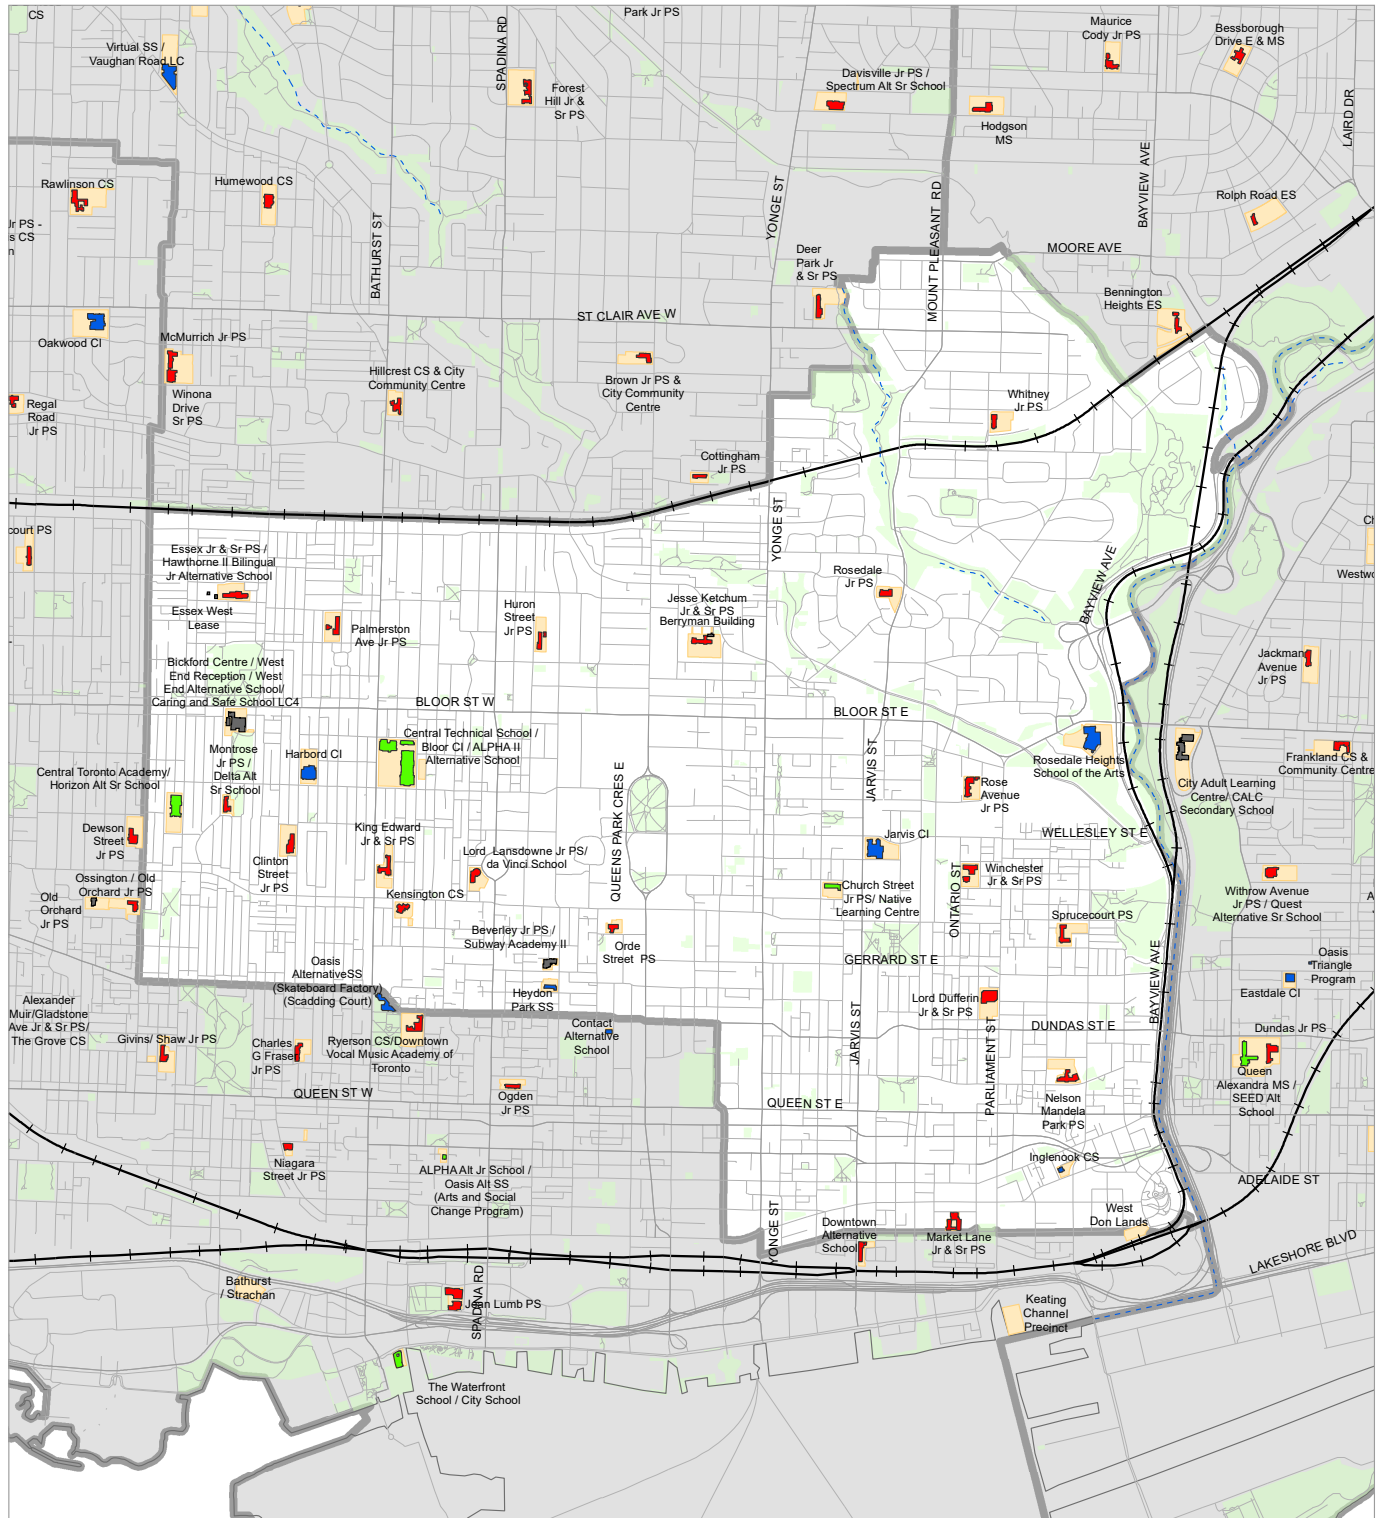 CS
Virtual SS /
Vaughan Road LC
SPADINA RD
Park Jr PS
Forest
Hill Jr &
Sr PS
Davisville Jr PS /
Spectrum Alt Sr School
Maurice
Cody Jr PS
Bessborough
Drive E & MS
Hodgson
MS
LAIRD DR
BAYVIEW AVE
Rawlinson CS
Humewood CS
Rolph Road ES
Jr PS -
s CS
n
BATHURST ST
YONGE ST
MOUNT PLEASANT RD
Deer
Park Jr
& Sr PS
MOORE AVE
Bennington
Heights ES
ST CLAIR AVE W
Oakwood CI
McMurrich Jr PS
Winona
Drive
Sr PS
Hillcrest CS & City
Community Centre
Brown Jr PS &
City Community
Centre
Regal
Road
Jr PS
Whitney
Jr PS
Cottingham
Jr PS
YONGE ST
court PS
Essex Jr & Sr PS /
Hawthorne II Bilingual
Jr Alternative School
Essex West
Lease
Palmerston
Ave Jr PS
Huron
Street
Jr PS
Jesse Ketchum
Jr & Sr PS
Berryman Building
Rosedale
Jr PS
BAYVIEW AVE
Ch
Westwo
Jackman
Avenue
Jr PS
Bickford Centre / West
End Reception / West
End Alternative School/
Caring and Safe School LC4
BLOOR ST W
BLOOR ST E
Central Technical School /
Bloor CI / ALPHA II
Alternative School
Montrose
Jr PS /
Delta Alt
Sr School
Harbord CI
Central Toronto Academy/
Horizon Alt Sr School
QUEENS PARK CRES E
JARVIS ST
Rosedale Heights
School of the Arts
Rose
Avenue
Jr PS
City Adult Learning
Centre/ CALC
Secondary School
Frankland CS &
Community Centre
Dewson
Street
Jr PS
King Edward
Jr & Sr PS
Clinton
Street
Jr PS
Lord Lansdowne Jr PS/
da Vinci School
Jarvis CI
WELLESLEY ST E
Winchester
Jr & Sr PS
ONTARIO ST
Ossington / Old
Orchard Jr PS
Old
Orchard
Jr PS
Kensington CS
Church Street
Jr PS/ Native
Learning Centre
Sprucecourt PS
Withrow Avenue
Jr PS / Quest
Alternative Sr School
A
Beverley Jr PS /
Subway Academy II
Orde
Street PS
GERRARD ST E
BAYVIEW AVE
Oasis
Triangle
Program
Eastdale CI
Oasis
AlternativeSS
(Skateboard Factory)
(Scadding Court)
Heydon
Park SS
Lord Dufferin
Jr & Sr PS
Alexander
Muir/Gladstone
Ave Jr & Sr PS/
The Grove CS
Givins/ Shaw Jr PS
Charles
G Fraser
Jr PS
Ryerson CS/Downtown
Vocal Music Academy of
Toronto
Contact
Alternative
School
JARVIS ST
PARLIAMENT ST
DUNDAS ST E
Dundas Jr PS
Queen
Alexandra MS /
SEED Alt
School
QUEEN ST W
Ogden
Jr PS
QUEEN ST E
Nelson
Mandela
Park PS
Niagara
Street Jr PS
ALPHA Alt Jr School /
Oasis Alt SS
(Arts and Social
Change Program)
Inglenook CS
ADELAIDE ST
YONGE ST
Downtown
Alternative
School
Market Lane
Jr & Sr PS
West
Don Lands
LAKESHORE BLVD
Bathurst
/ Strachan
SPADINA RD
Jean Lumb PS
Keating
Channel
Precinct
The Waterfront
School / City School